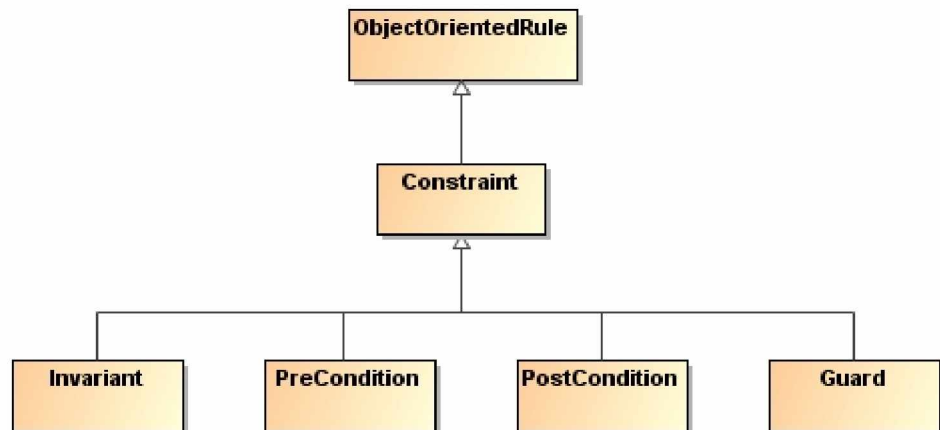 ObjectOrientedRule
Constraint
Invariant
PreCondition
PostCondition
Guard